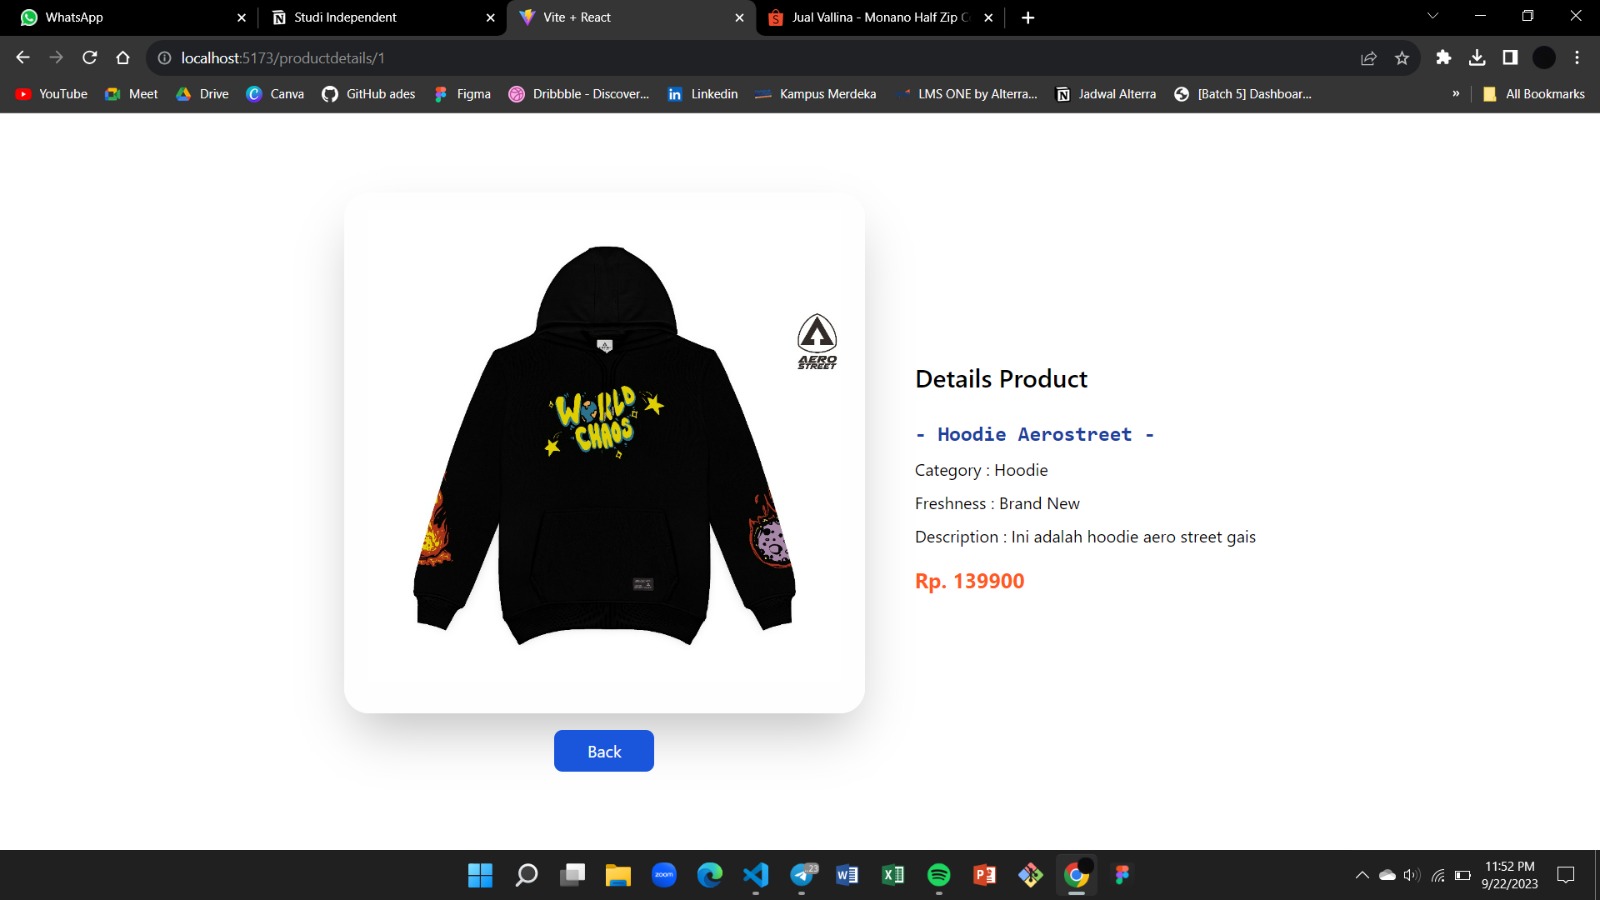 WhatsApp
Studi Independent
Vite + React
Jual Vallina - Monano Half Zip C
localhost:5173/productdetails/1
YouTube
Meet
Drive
Canva
GitHub ades
Figma
Dribbble - Discover...
Linkedin
Kampus Merdeka
LMS ONE by Alterra...
Jadwal Alterra
[Batch 5] Dashboar...
»
All Bookmarks
AERO
STREET
WORLD
CHAOS
Details Product
- Hoodie Aerostreet -
Category : Hoodie
Freshness : Brand New
Description : Ini adalah hoodie aero street gais
Rp. 139900
Back
zoom
23
11:52 PM
9/22/2023